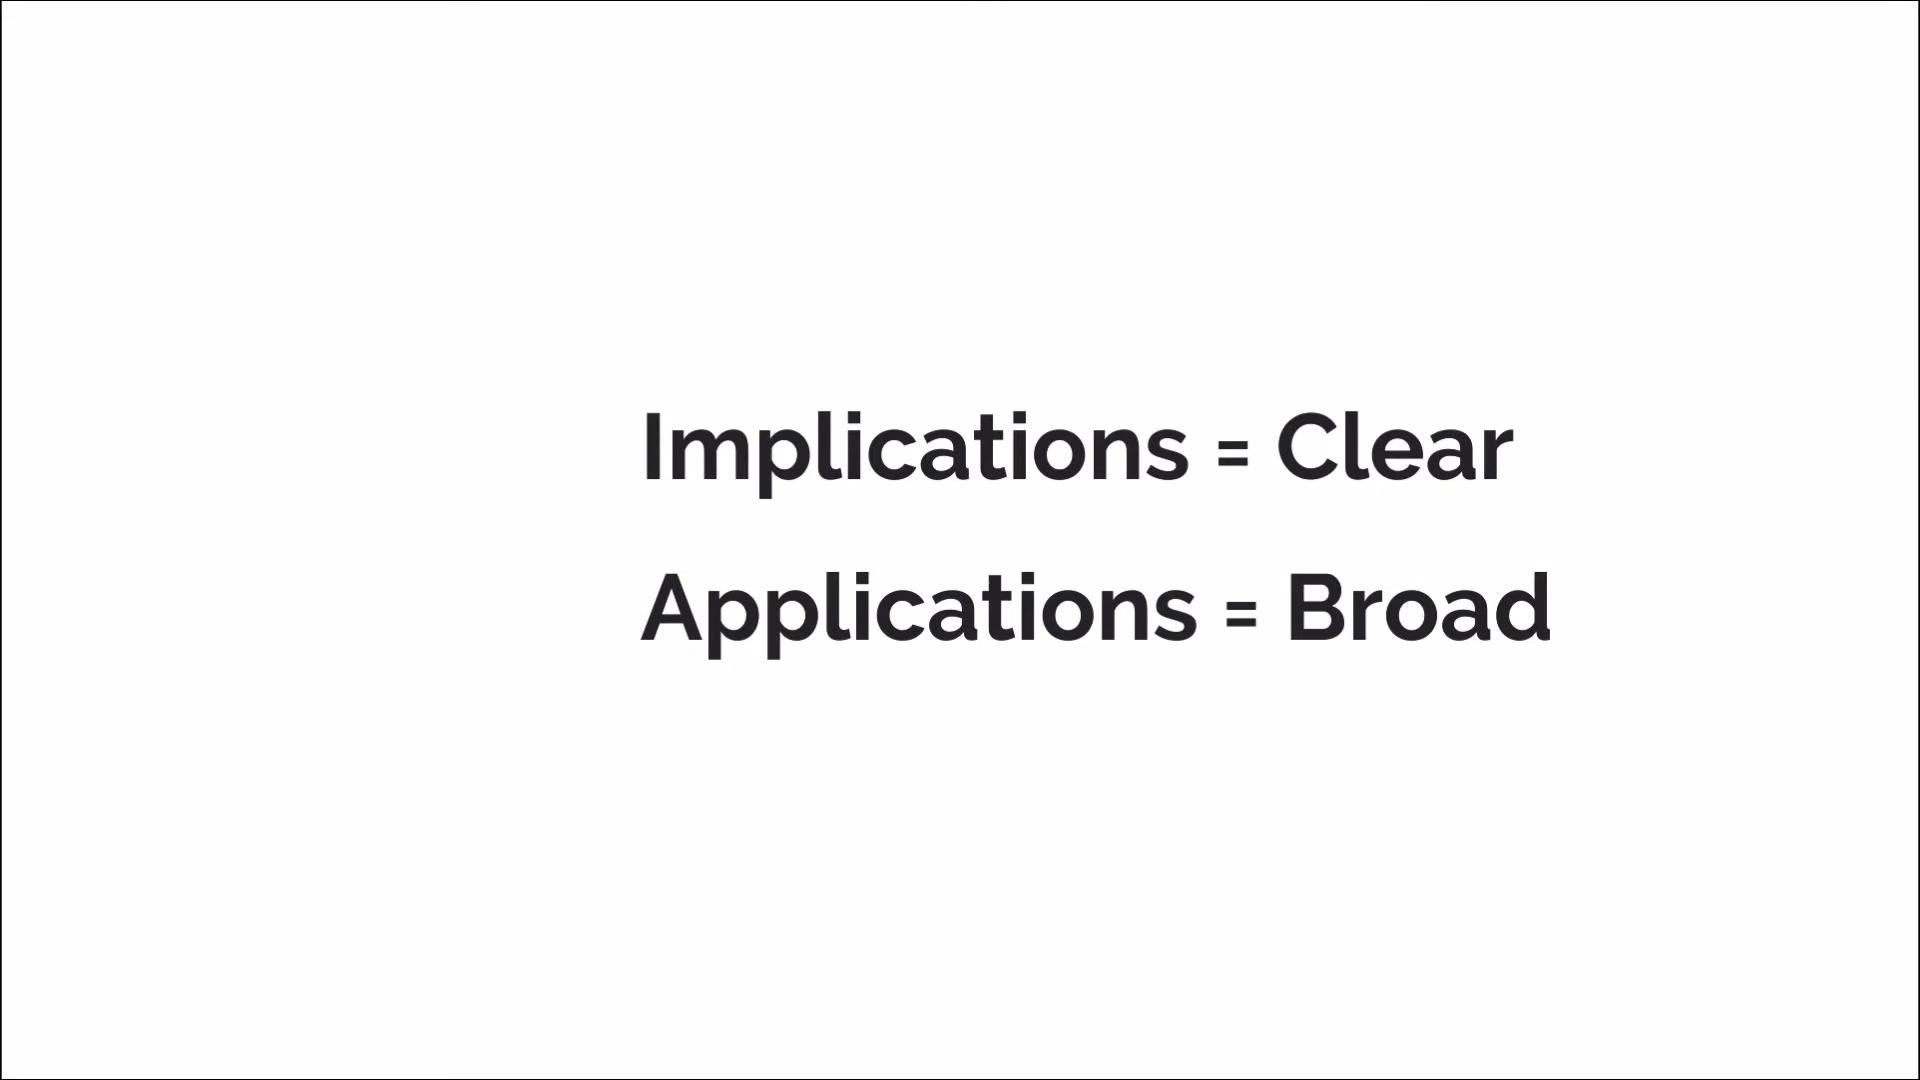 Implications = Clear
Applications = Broad